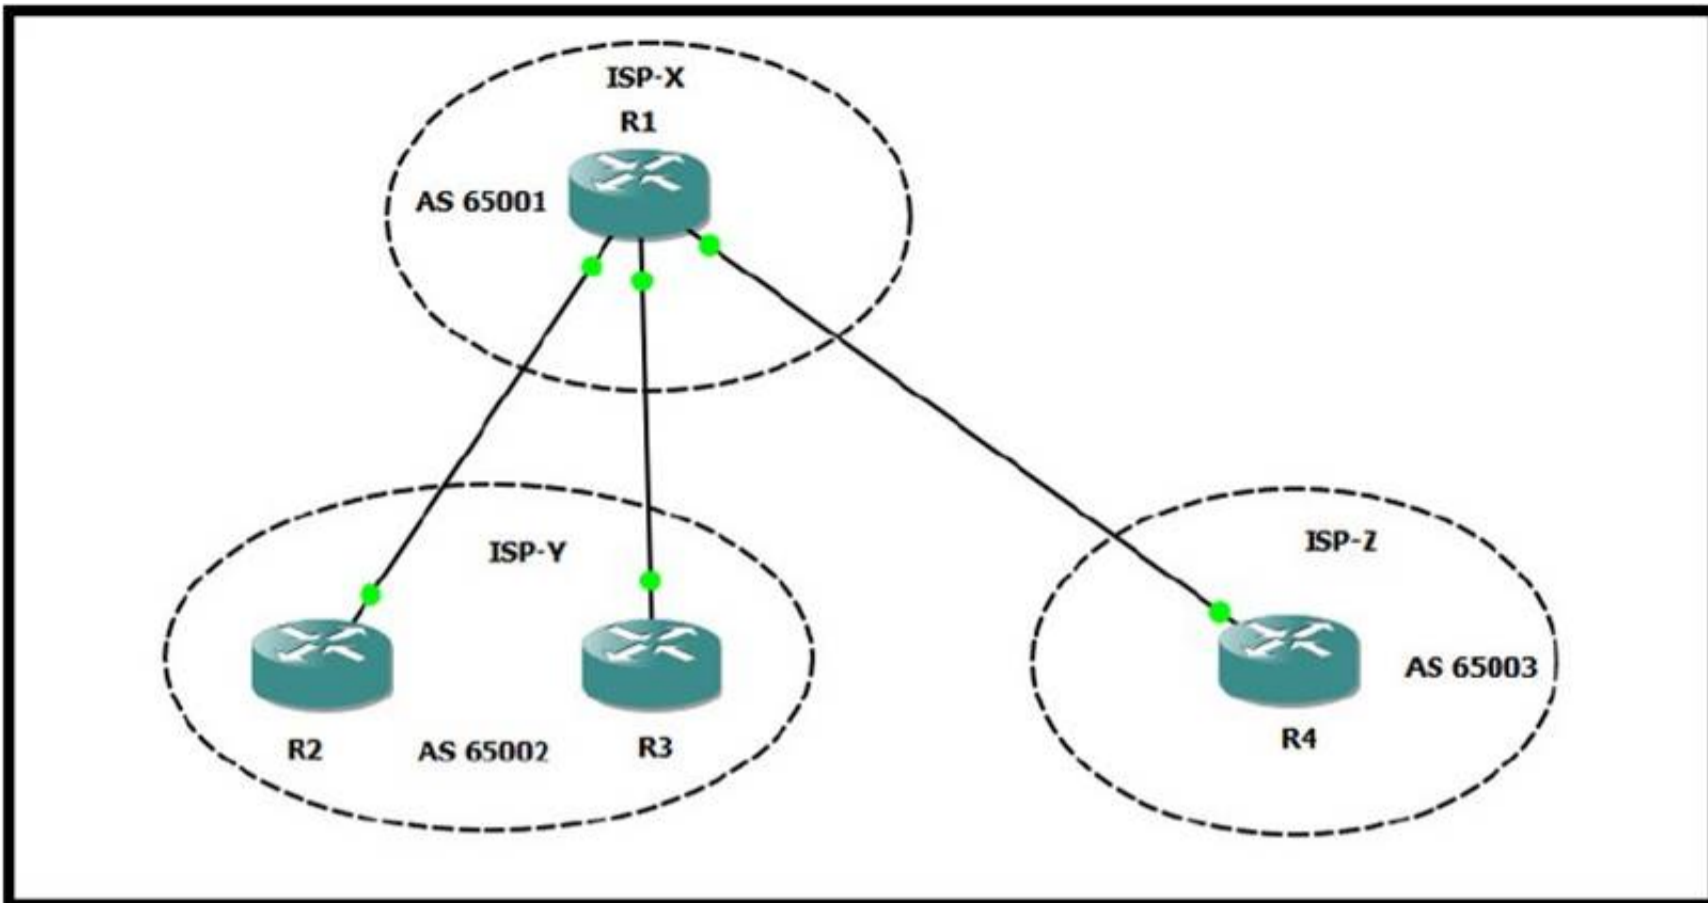 ISP-X
R1
AS 65001
ISP-Y
ISP-Z
R2
AS 65002
R3
R4
AS 65003